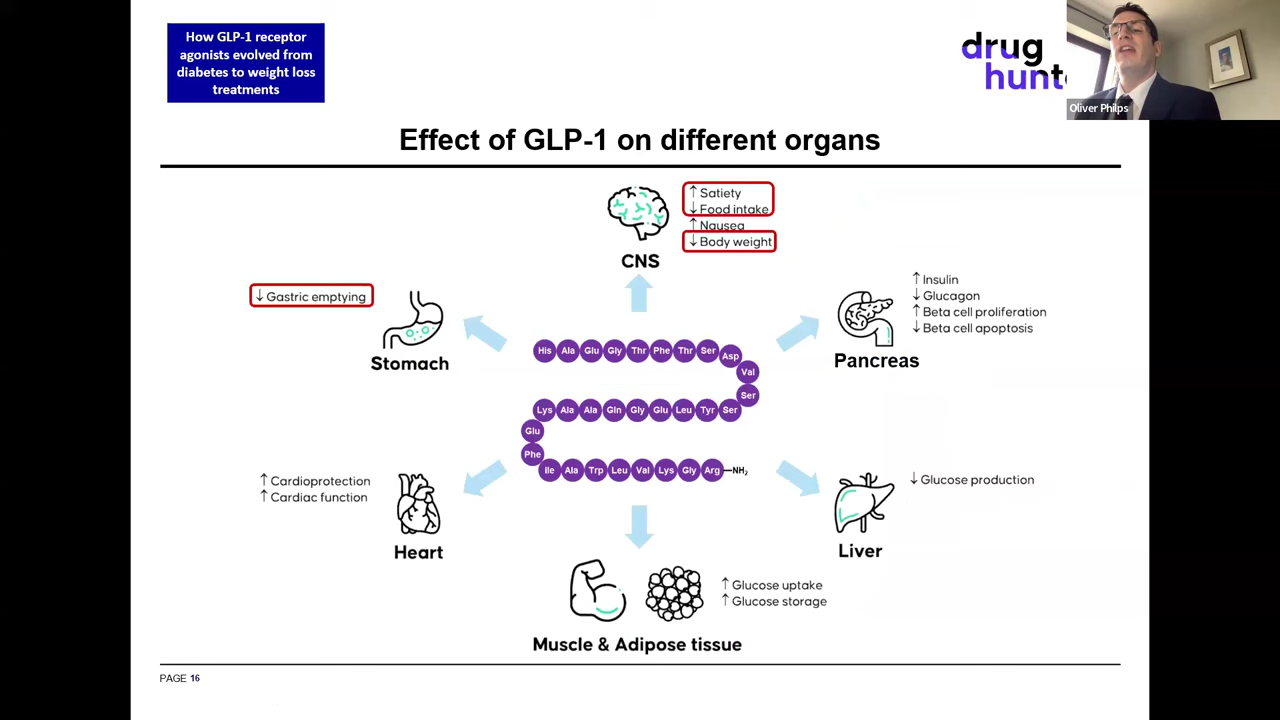 How GLP-1 receptor
agonists evolved from
diabetes to weight loss
treatments
drug
hunt
Oliver Philps
Effect of GLP-1 on different organs
↑ Satiety
↓ Food intake
↑ Nausea
↓ Body weight
CNS
↓ Gastric emptying
Stomach
↑ Insulin
↓ Glucagon
↑ Beta cell proliferation
↓ Beta cell apoptosis
Pancreas
His Ala Glu Gly Thr Phe Thr Ser Asp
Val
Ser
Lys Ala Ala Gln Gly Glu Leu Tyr Ser
Glu
Phe
Ile Ala Trp Leu Val Lys Gly Arg NH₂
↑ Cardioprotection
↑ Cardiac function
Heart
↓ Glucose production
Liver
↑ Glucose uptake
↑ Glucose storage
Muscle & Adipose tissue
PAGE 16